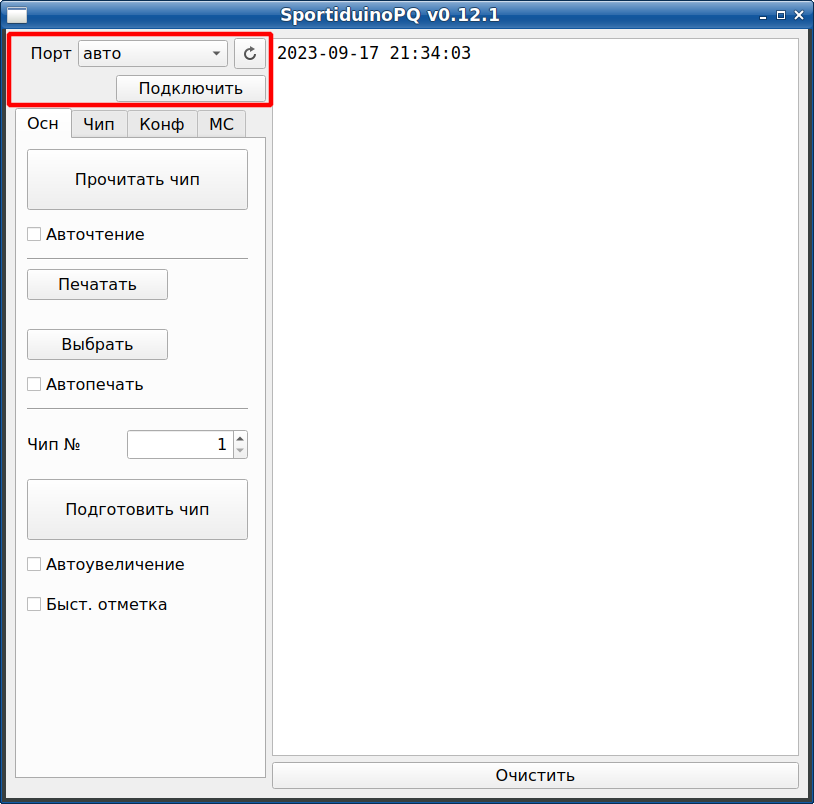 SportiduinoPQ v0.12.1
Порт авто
Подключить
2023-09-17 21:34:03
Осн Чип Конф МС
Прочитать чип
Авточтение
Печатать
Выбрать
Автопечать
Чип № 1
Подготовить чип
Автоувеличение
Быст. отметка
Очистить